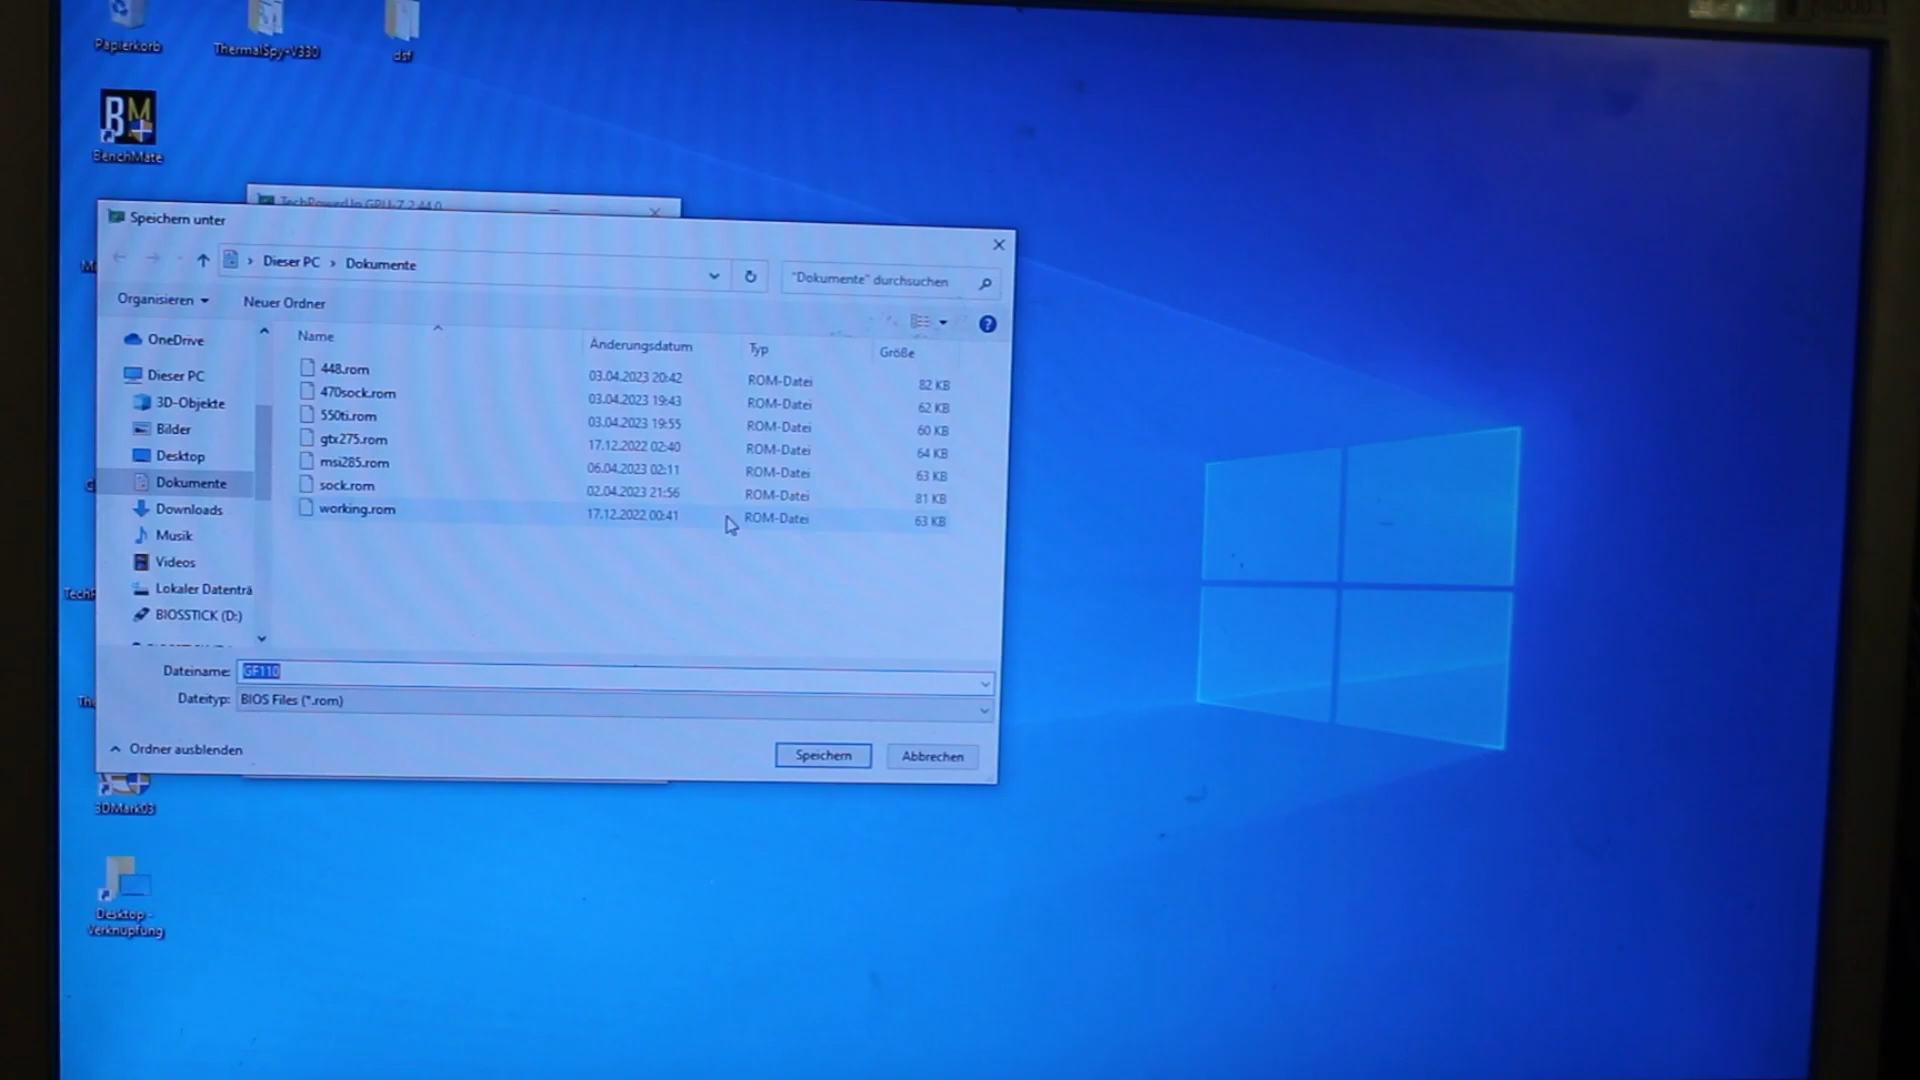 Papierkorb
ThermalSpy-V330
dsf
BM
BenchMate
TechPowerUp GPU-Z 2.44.0
Speichern unter
Dieser PC > Dokumente
"Dokumente" durchsuchen
Organisieren
Neuer Ordner
Name
Änderungsdatum
Typ
Größe
OneDrive
Dieser PC
3D-Objekte
Bilder
Desktop
Dokumente
Downloads
Musik
Videos
Lokaler Datenträ
BIOSSTICK (D:)
448.rom 03.04.2023 20:42 ROM-Datei 82 KB
470sock.rom 03.04.2023 19:43 ROM-Datei 62 KB
550ti.rom 03.04.2023 19:55 ROM-Datei 60 KB
gtx275.rom 17.12.2022 02:40 ROM-Datei 64 KB
msi285.rom 06.04.2023 02:11 ROM-Datei 63 KB
sock.rom 02.04.2023 21:56 ROM-Datei 81 KB
working.rom 17.12.2022 00:41 ROM-Datei 63 KB
Dateiname: GF110
Dateityp: BIOS Files (*.rom)
Ordner ausblenden
Speichern
Abbrechen
3DMark03
Desktop -
Verknüpfung